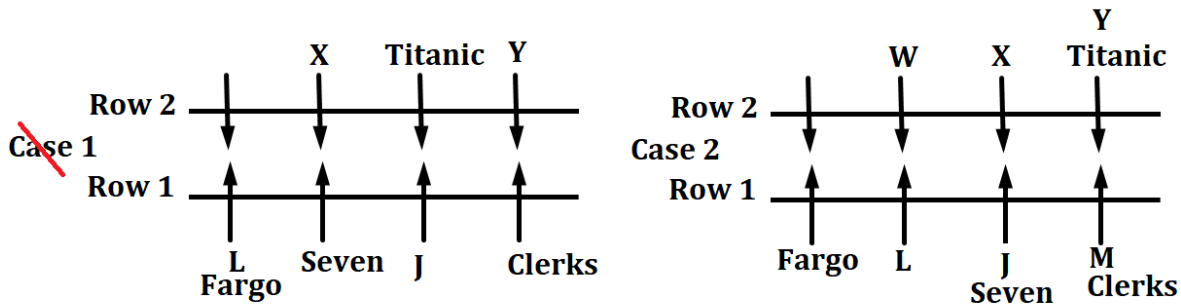 X Titanic Y
Row 2
Case 1
Row 1
L Seven J Clerks
Fargo
Y
W X Titanic
Row 2
Case 2
Row 1
Fargo L J M
Seven Clerks